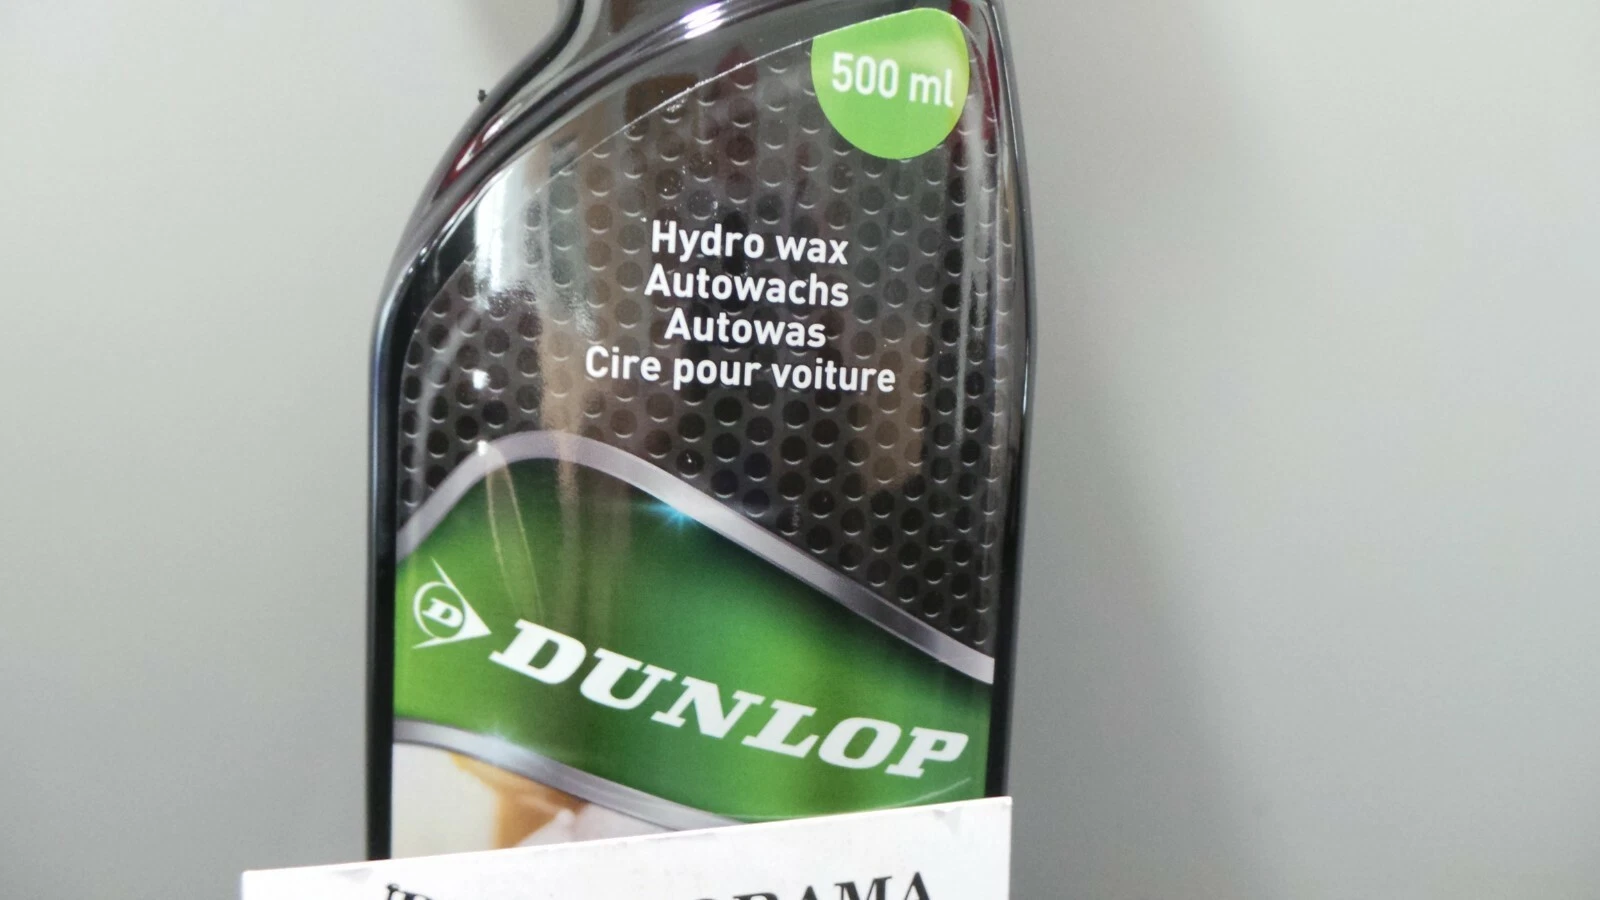 500 ml
Hydro wax
Autowachs
Autowas
Cire pour voiture
D
DUNLOP